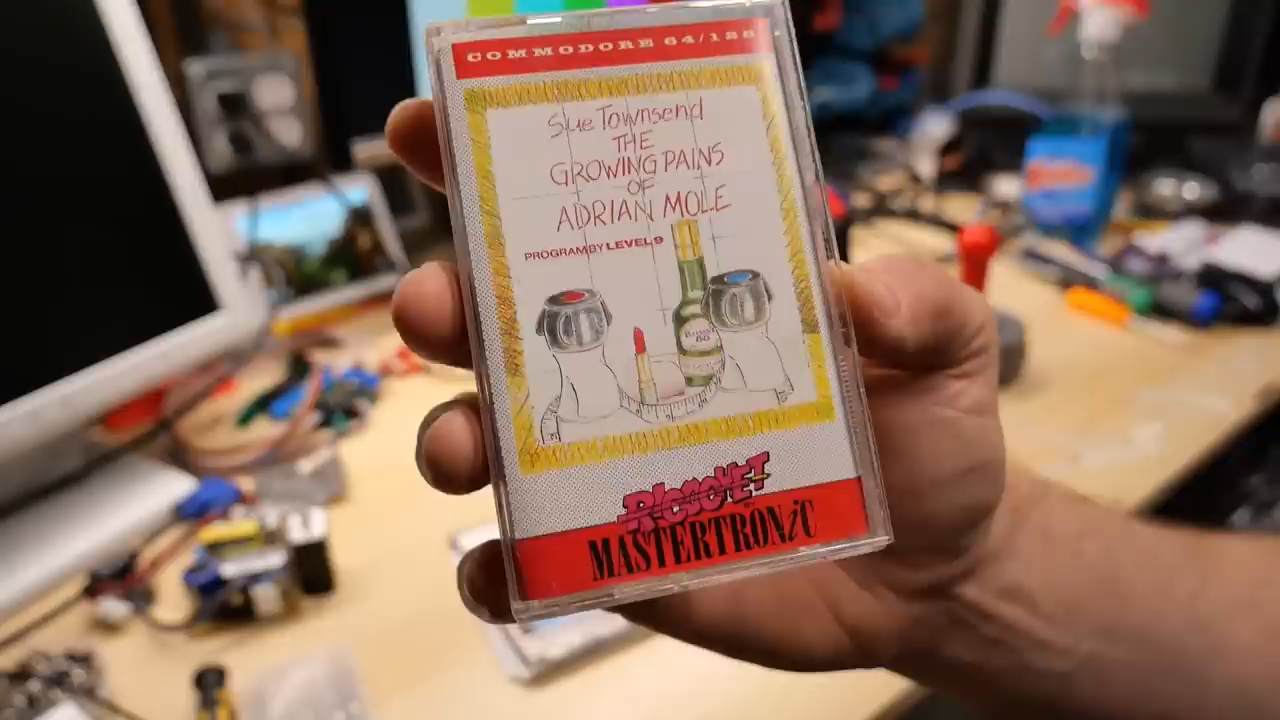 COMMODORE 64/128
Sue Townsend
THE
GROWING PAINS
OF
ADRIAN MOLE
PROGRAM BY LEVEL 9
RICOCHET
MASTERTRONiC